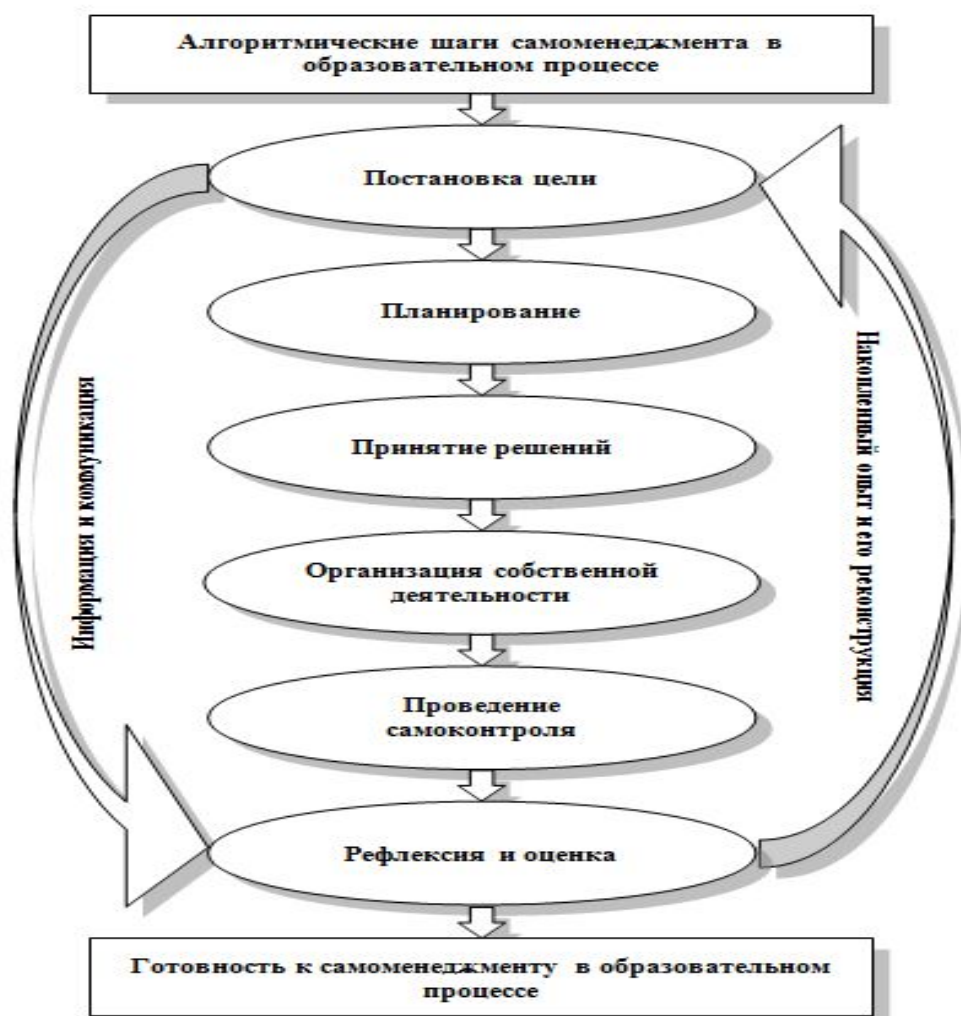 Алгоритмические шаги самоменеджмента в
образовательном процессе
Постановка цели
Планирование
Принятие решений
Организация собственной
деятельности
Проведение
самоконтроля
Рефлексия и оценка
Информация и коммуникация
Накопленный опыт и его реконструкция
Готовность к самоменеджменту в образовательном
процессе